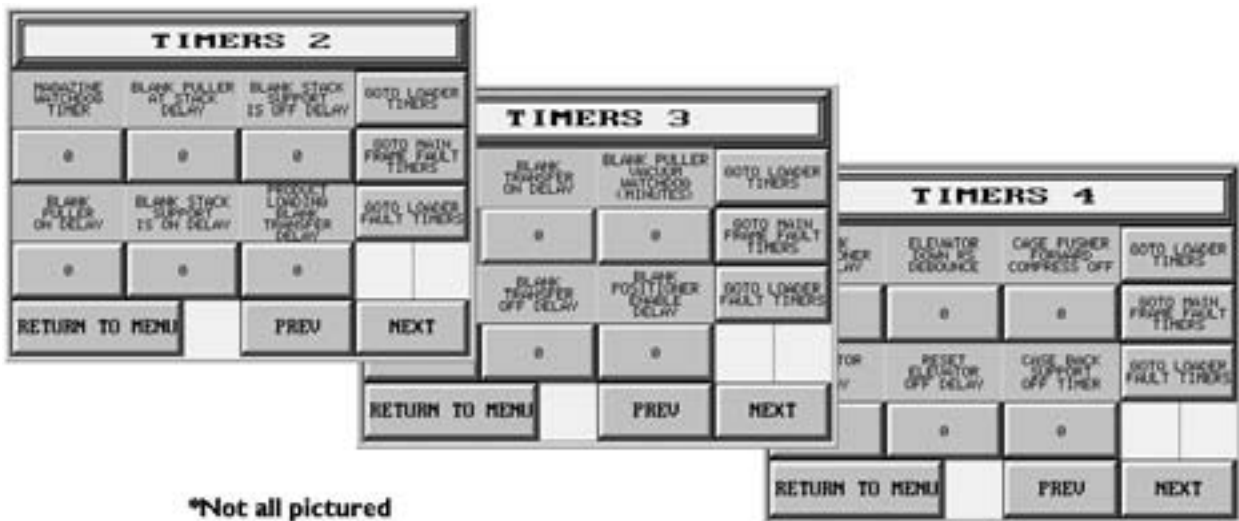 TIMERS 2
MAGAZINE
WATCHDOG
TIMER
BLANK PULLER
AT STACK
DELAY
BLANK STACK
SUPPORT
IS OFF DELAY
GOTO LOADER
TIMERS
0
0
0
GOTO MAIN
FRAME FAULT
TIMERS
BLANK
PULLER
ON DELAY
BLANK STACK
SUPPORT
IS ON DELAY
PRODUCT
LOADING
BLANK
TRANSFER
DELAY
GOTO LOADER
FAULT TIMERS
0
0
0
RETURN TO MENU
PREV
NEXT
TIMERS 3
BLANK
TRANSFER
ON DELAY
BLANK PULLER
VACUUM
WATCHDOG
(MINUTES)
GOTO LOADER
TIMERS
0
0
GOTO MAIN
FRAME FAULT
TIMERS
BLANK
TRANSFER
OFF DELAY
BLANK
POSITIONER
ENABLE
DELAY
GOTO LOADER
FAULT TIMERS
0
0
RETURN TO MENU
PREV
NEXT
TIMERS 4
ELEVATOR
DOWN RS
DEBOUNCE
CASE PUSHER
FORWARD
COMPRESS OFF
GOTO LOADER
TIMERS
0
0
GOTO MAIN
FRAME FAULT
TIMERS
RESET
ELEVATOR
OFF DELAY
CASE BACK
SUPPORT
OFF TIMER
GOTO LOADER
FAULT TIMERS
0
0
RETURN TO MENU
PREV
NEXT
*Not all pictured